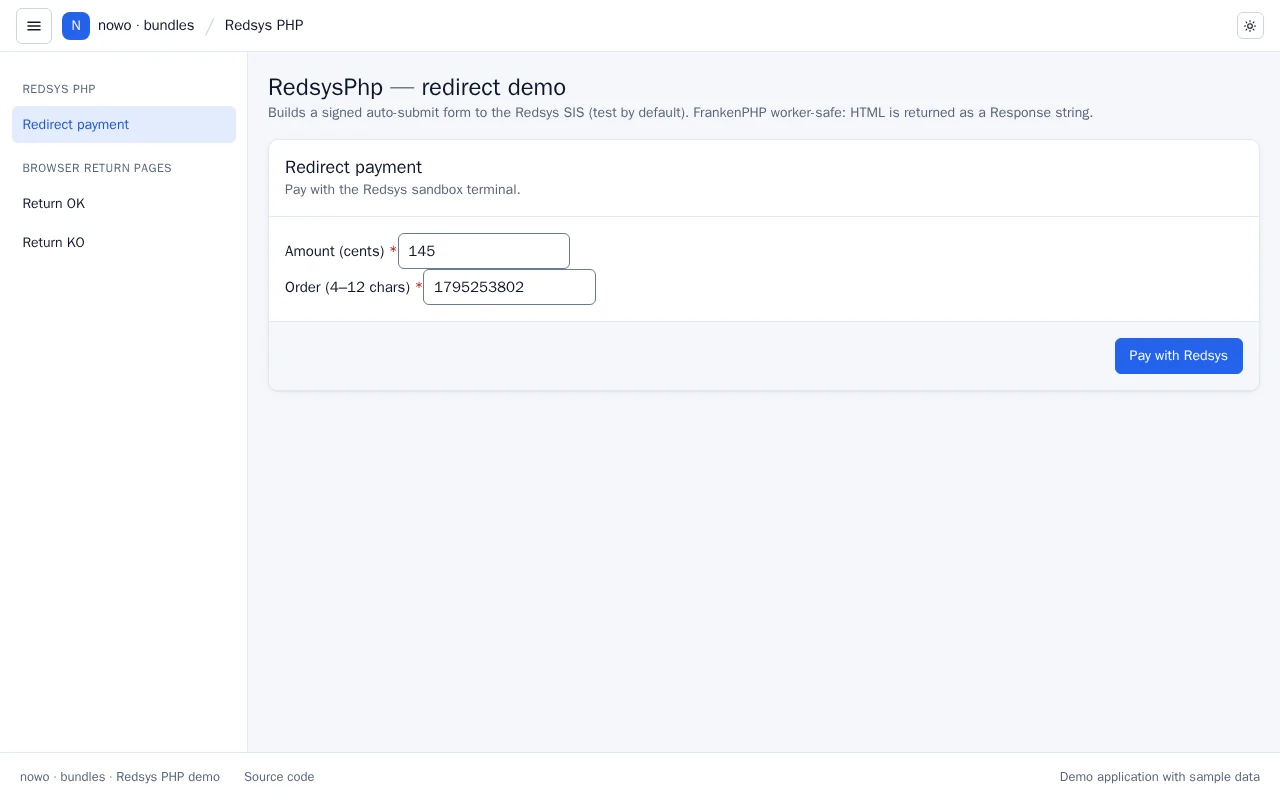 N nowo · bundles / Redsys PHP
REDSYS PHP
Redirect payment
BROWSER RETURN PAGES
Return OK
Return KO
RedsysPhp — redirect demo
Builds a signed auto-submit form to the Redsys SIS (test by default). FrankenPHP worker-safe: HTML is returned as a Response string.
Redirect payment
Pay with the Redsys sandbox terminal.
Amount (cents) * 145
Order (4–12 chars) * 1795253802
Pay with Redsys
nowo · bundles · Redsys PHP demo Source code Demo application with sample data